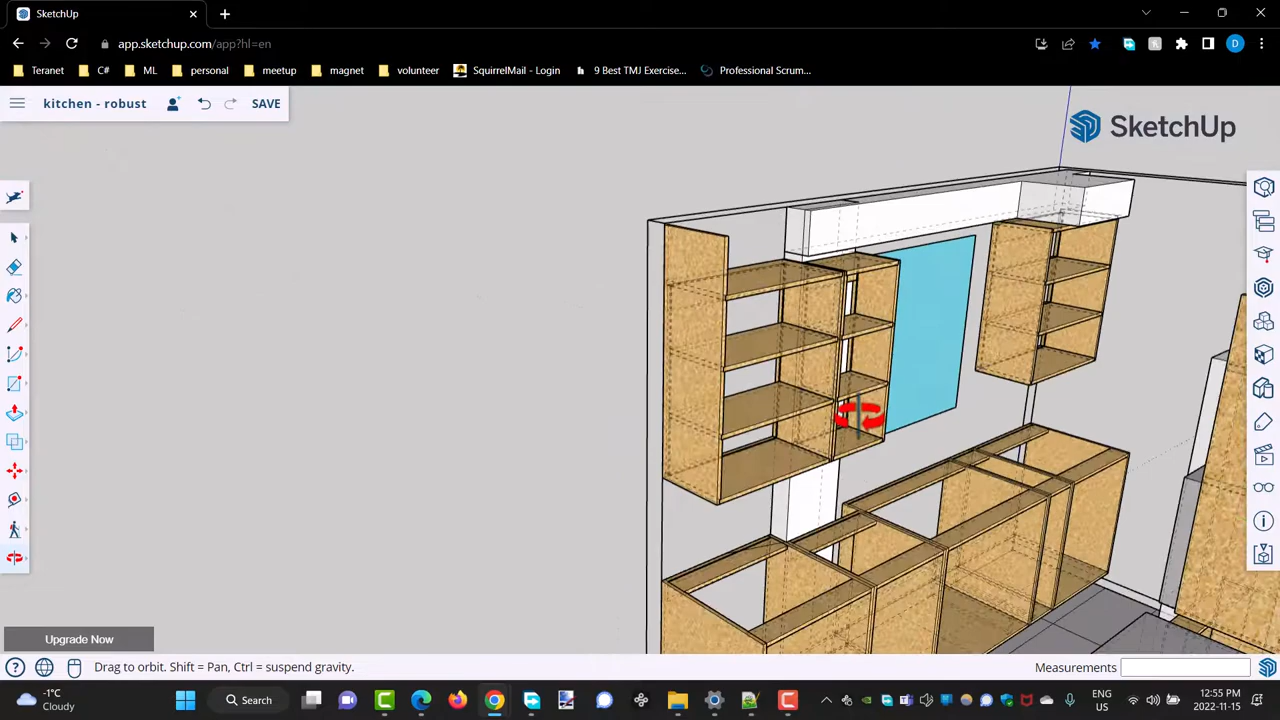 SketchUp
app.sketchup.com/app?hl=en
Teranet C# ML personal meetup magnet volunteer SquirrelMail - Login 9 Best TMJ Exercise... Professional Scrum...
kitchen - robust SAVE
SketchUp
Upgrade Now
Drag to orbit. Shift = Pan, Ctrl = suspend gravity. Measurements
-1°C
Cloudy
Search
ENG
US
12:55 PM
2022-11-15